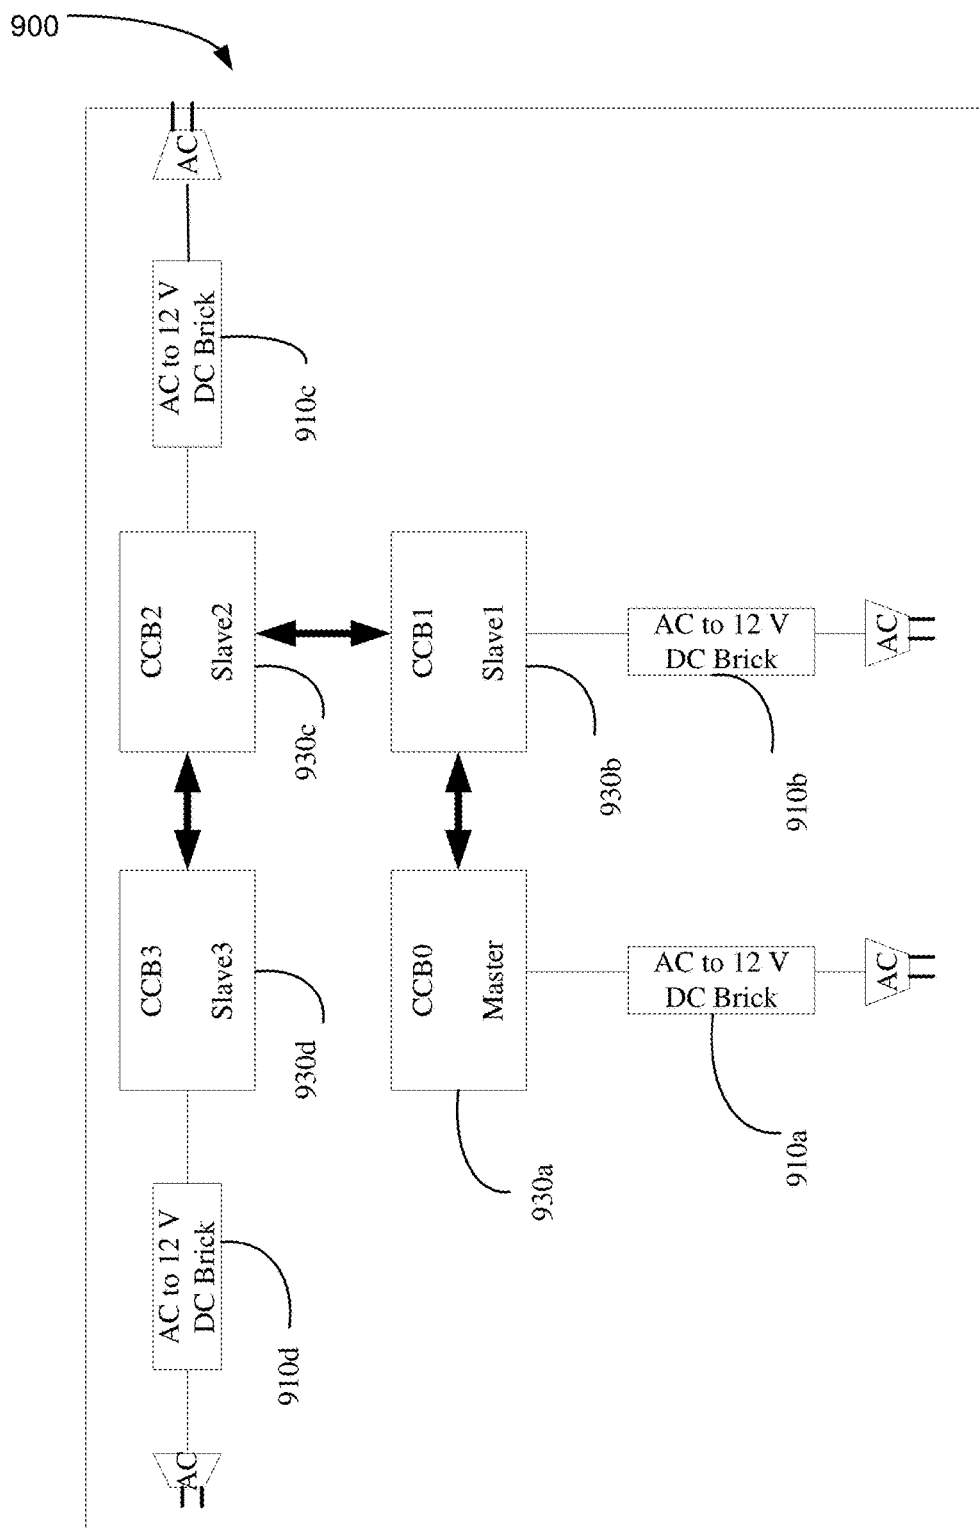 900
AC
AC to 12 V
DC Brick
910c
CCB2
Slave2
930c
CCB1
Slave1
930b
AC to 12 V
DC Brick
910b
AC
CCB3
Slave3
930d
CCB0
Master
930a
AC to 12 V
DC Brick
910a
AC
AC to 12 V
DC Brick
910d
AC